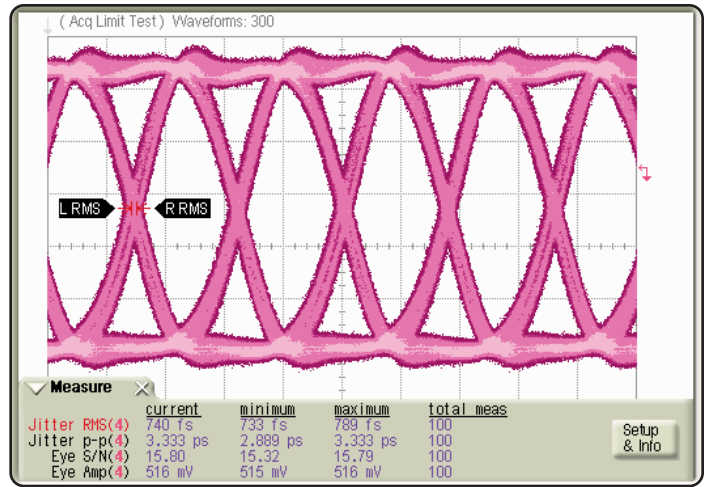 ( Acq Limit Test ) Waveforms: 300
L RMS R RMS
Measure
current minimum maximum total meas
Jitter RMS(4) 740 fs 733 fs 789 fs 100
Jitter p-p(4) 3.333 ps 2.889 ps 3.333 ps 100
Eye S/N(4) 15.80 15.32 15.79 100
Eye Amp(4) 516 mV 515 mV 516 mV 100
Setup
& Info